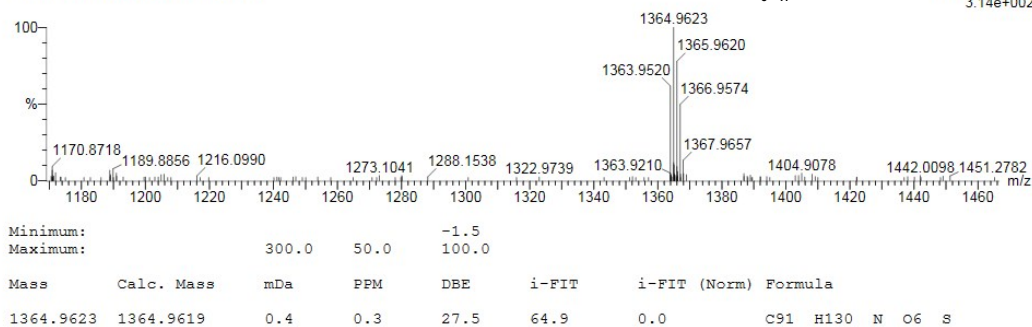 3.14e+002
100
1364.9623
1365.9620
1363.9520
1366.9574
%
1367.9657
1170.8718
1189.8856
1216.0990
1273.1041
1288.1538
1322.9739
1363.9210
1404.9078
1442.0098
1451.2782
0
m/z
1180 1200 1220 1240 1260 1280 1300 1320 1340 1360 1380 1400 1420 1440 1460
Minimum: -1.5
Maximum: 300.0 50.0 100.0
Mass Calc. Mass mDa PPM DBE i-FIT i-FIT (Norm) Formula
1364.9623 1364.9619 0.4 0.3 27.5 64.9 0.0 C91 H130 N O6 S